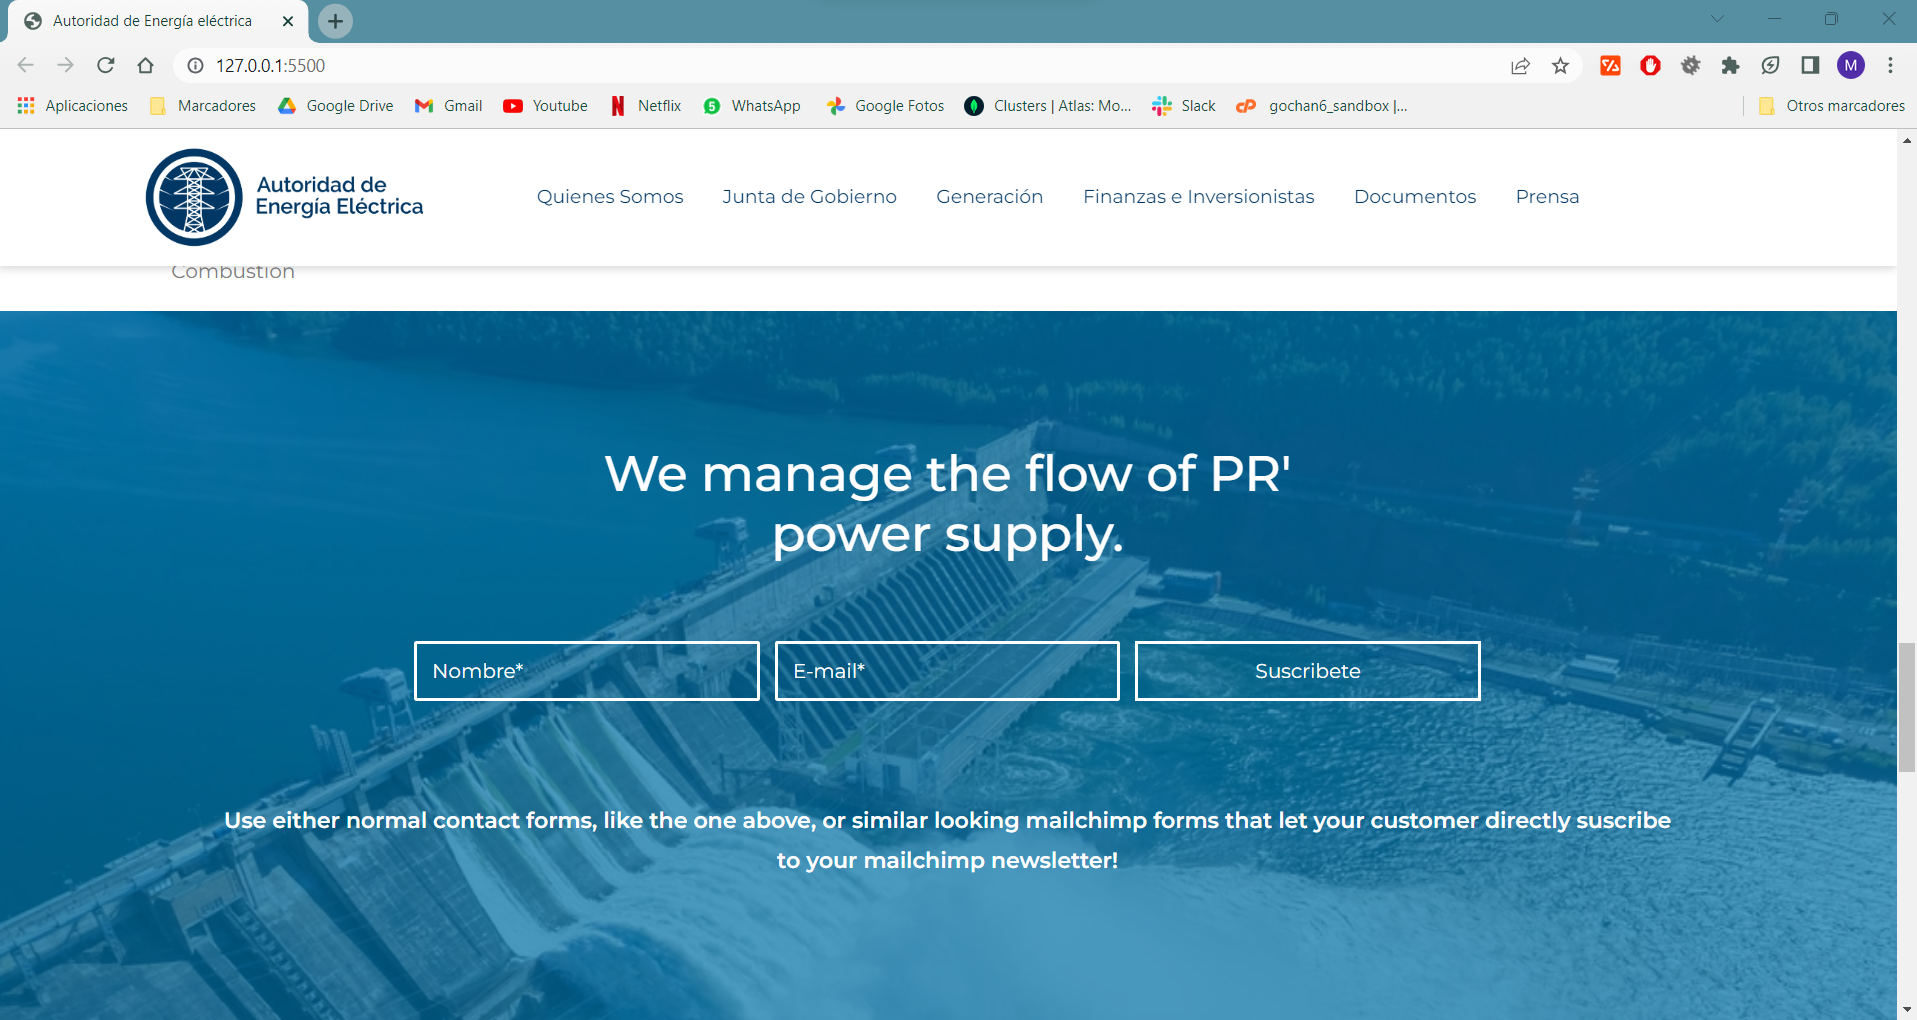 Autoridad de Energía eléctrica
127.0.0.1:5500
M
Aplicaciones Marcadores Google Drive Gmail Youtube Netflix WhatsApp Google Fotos Clusters | Atlas: Mo... Slack gochan6_sandbox |... Otros marcadores
Autoridad de
Energía Eléctrica
Quienes Somos Junta de Gobierno Generación Finanzas e Inversionistas Documentos Prensa
Combustion
We manage the flow of PR'
power supply.
Nombre* E-mail* Suscribete
Use either normal contact forms, like the one above, or similar looking mailchimp forms that let your customer directly suscribe
to your mailchimp newsletter!